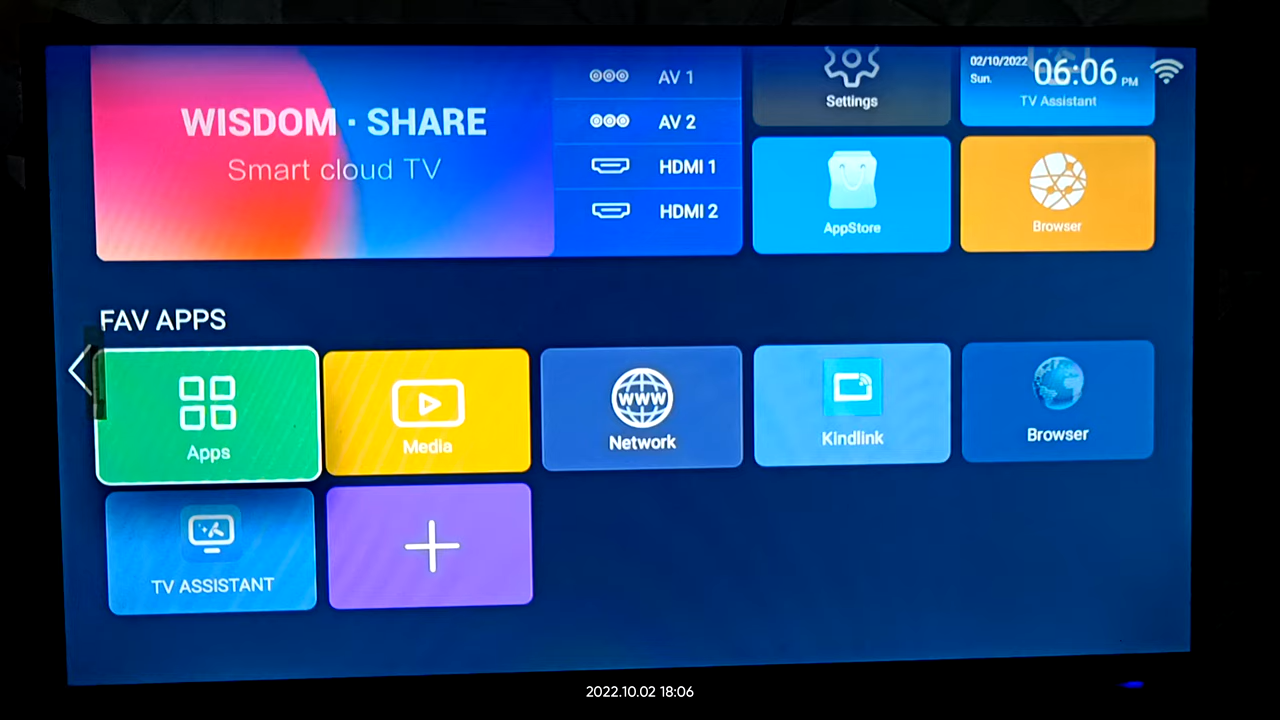 WISDOM · SHARE
Smart cloud TV
AV 1
AV 2
HDMI 1
HDMI 2
Settings
02/10/2022
Sun.
06:06 PM
TV Assistant
AppStore
Browser
FAV APPS
Apps
Media
WWW
Network
Kindlink
Browser
TV ASSISTANT
2022.10.02 18:06